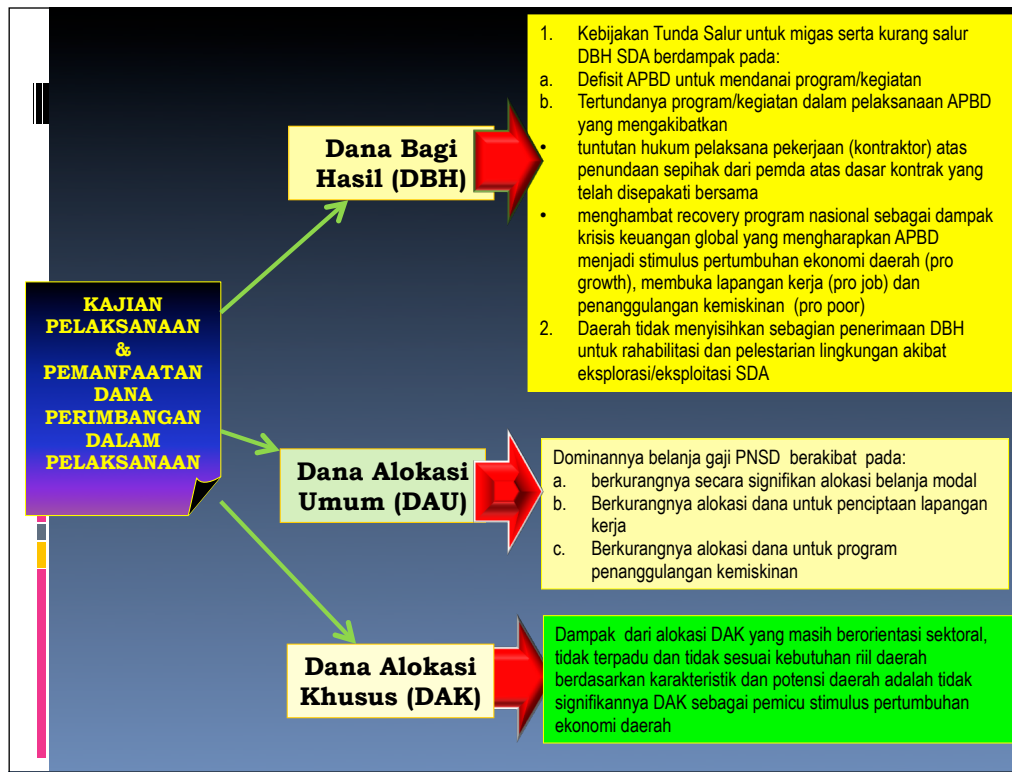 KAJIAN
PELAKSANAAN
&
PEMANFAATAN
DANA
PERIMBANGAN
DALAM
PELAKSANAAN
Dana Bagi
Hasil (DBH)
1. Kebijakan Tunda Salur untuk migas serta kurang salur
DBH SDA berdampak pada:
a. Defisit APBD untuk mendanai program/kegiatan
b. Tertundanya program/kegiatan dalam pelaksanaan APBD
yang mengakibatkan
• tuntutan hukum pelaksana pekerjaan (kontraktor) atas
penundaan sepihak dari pemda atas dasar kontrak yang
telah disepakati bersama
• menghambat recovery program nasional sebagai dampak
krisis keuangan global yang mengharapkan APBD
menjadi stimulus pertumbuhan ekonomi daerah (pro
growth), membuka lapangan kerja (pro job) dan
penanggulangan kemiskinan (pro poor)
2. Daerah tidak menyisihkan sebagian penerimaan DBH
untuk rahabilitasi dan pelestarian lingkungan akibat
eksplorasi/eksploitasi SDA
Dana Alokasi
Umum (DAU)
Dominannya belanja gaji PNSD berakibat pada:
a. berkurangnya secara signifikan alokasi belanja modal
b. Berkurangnya alokasi dana untuk penciptaan lapangan
kerja
c. Berkurangnya alokasi dana untuk program
penanggulangan kemiskinan
Dana Alokasi
Khusus (DAK)
Dampak dari alokasi DAK yang masih berorientasi sektoral,
tidak terpadu dan tidak sesuai kebutuhan riil daerah
berdasarkan karakteristik dan potensi daerah adalah tidak
signifikannya DAK sebagai pemicu stimulus pertumbuhan
ekonomi daerah